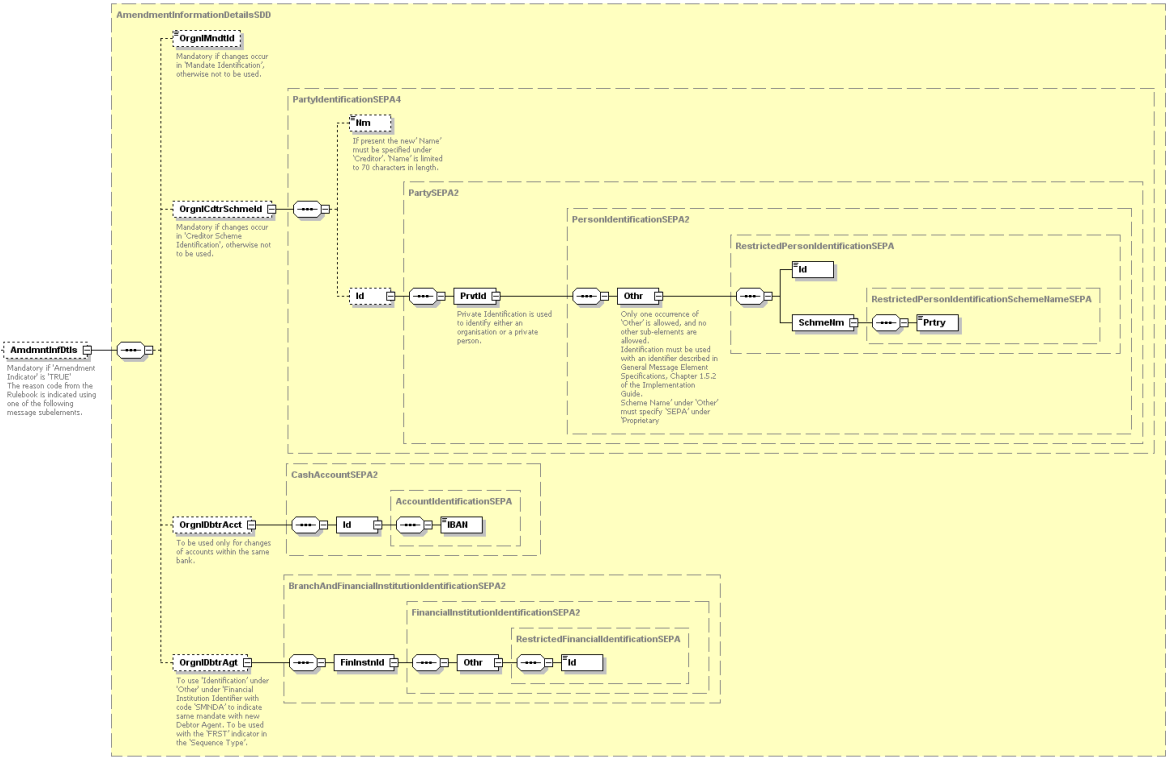 AmendmentInformationDetailsSDD
OrgnlMndtId
Mandatory if changes occur
in 'Mandate Identification',
otherwise not to be used.
PartyIdentificationSEPA4
Nm
If present the new' Name'
must be specified under
'Creditor'. 'Name' is limited
to 70 characters in length.
PartySEPA2
PersonIdentificationSEPA2
RestrictedPersonIdentificationSEPA
Id
RestrictedPersonIdentificationSchemeNameSEPA
SchmeNm
Prtry
OrgnlCdtrSchmeId
Mandatory if changes occur
in 'Creditor Scheme
Identification', otherwise not
to be used.
Id
PrvtId
Private Identification is used
to identify either an
organisation or a private
person.
Othr
Only one occurrence of
'Other' is allowed, and no
other sub-elements are
allowed.
Identification must be used
with an identifier described in
General Message Element
Specifications, Chapter 1.5.2
of the Implementation
Guide.
Scheme Name' under 'Other'
must specify 'SEPA' under
'Proprietary
AmdmntInfDtls
Mandatory if 'Amendment
Indicator' is 'TRUE'
The reason code from the
Rulebook is indicated using
one of the following
message subelements.
CashAccountSEPA2
AccountIdentificationSEPA
OrgnlDbtrAcct
Id
IBAN
To be used only for changes
of accounts within the same
bank.
BranchAndFinancialInstitutionIdentificationSEPA2
FinancialInstitutionIdentificationSEPA2
RestrictedFinancialIdentificationSEPA
OrgnlDbtrAgt
FinInstnId
Othr
Id
To use 'Identification' under
'Other' under 'Financial
Institution Identifier with
code 'SMNDA' to indicate
same mandate with new
Debtor Agent. To be used
with the 'FRST' indicator in
the 'Sequence Type'.